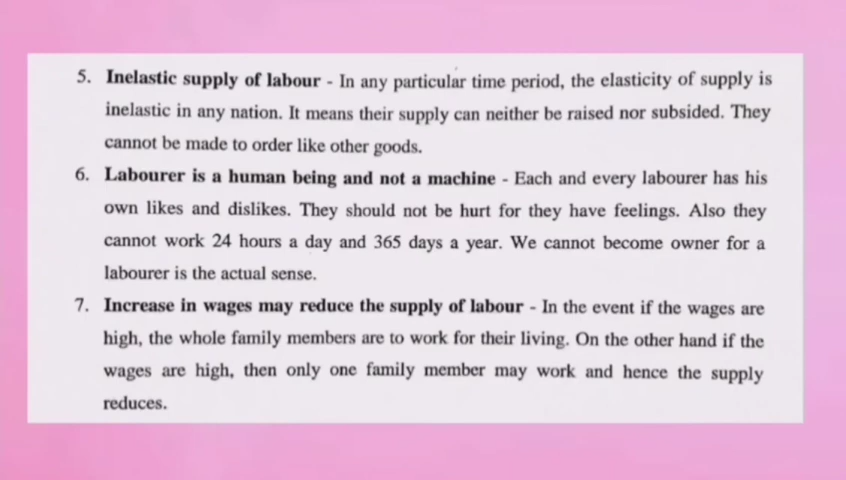 5. Inelastic supply of labour - In any particular time period, the elasticity of supply is
inelastic in any nation. It means their supply can neither be raised nor subsided. They
cannot be made to order like other goods.
6. Labourer is a human being and not a machine - Each and every labourer has his
own likes and dislikes. They should not be hurt for they have feelings. Also they
cannot work 24 hours a day and 365 days a year. We cannot become owner for a
labourer is the actual sense.
7. Increase in wages may reduce the supply of labour - In the event if the wages are
high, the whole family members are to work for their living. On the other hand if the
wages are high, then only one family member may work and hence the supply
reduces.